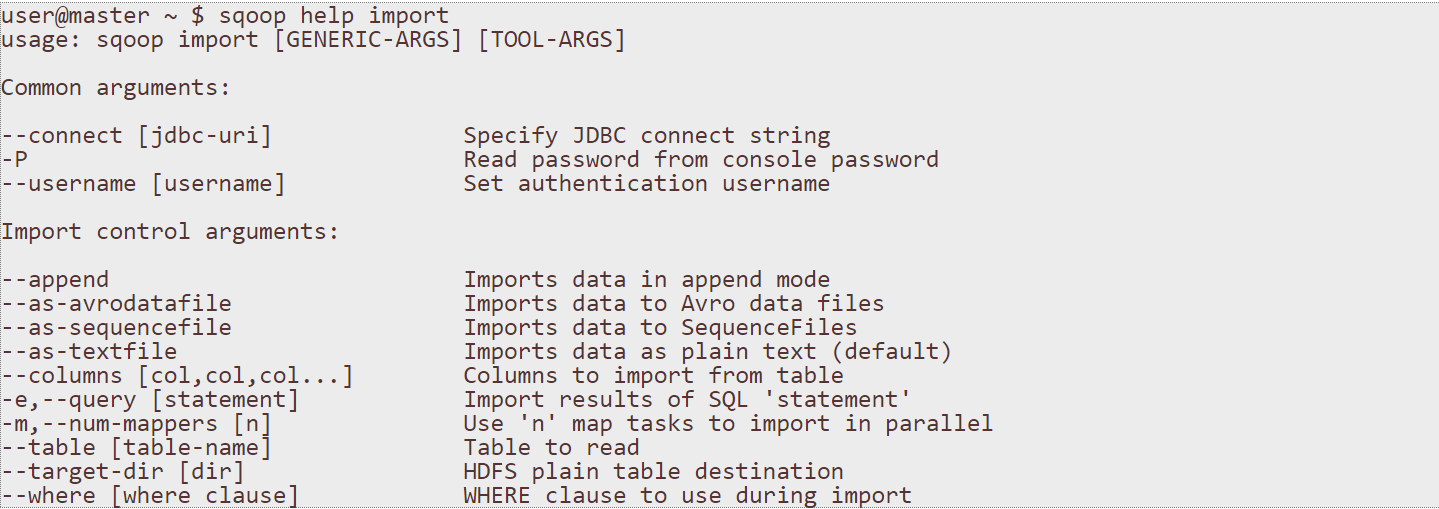 user@master ~ $ sqoop help import
usage: sqoop import [GENERIC-ARGS] [TOOL-ARGS]
Common arguments:
--connect [jdbc-uri] Specify JDBC connect string
-P Read password from console password
--username [username] Set authentication username
Import control arguments:
--append Imports data in append mode
--as-avrodatafile Imports data to Avro data files
--as-sequencefile Imports data to SequenceFiles
--as-textfile Imports data as plain text (default)
--columns [col,col,col...] Columns to import from table
-e,--query [statement] Import results of SQL 'statement'
-m,--num-mappers [n] Use 'n' map tasks to import in parallel
--table [table-name] Table to read
--target-dir [dir] HDFS plain table destination
--where [where clause] WHERE clause to use during import